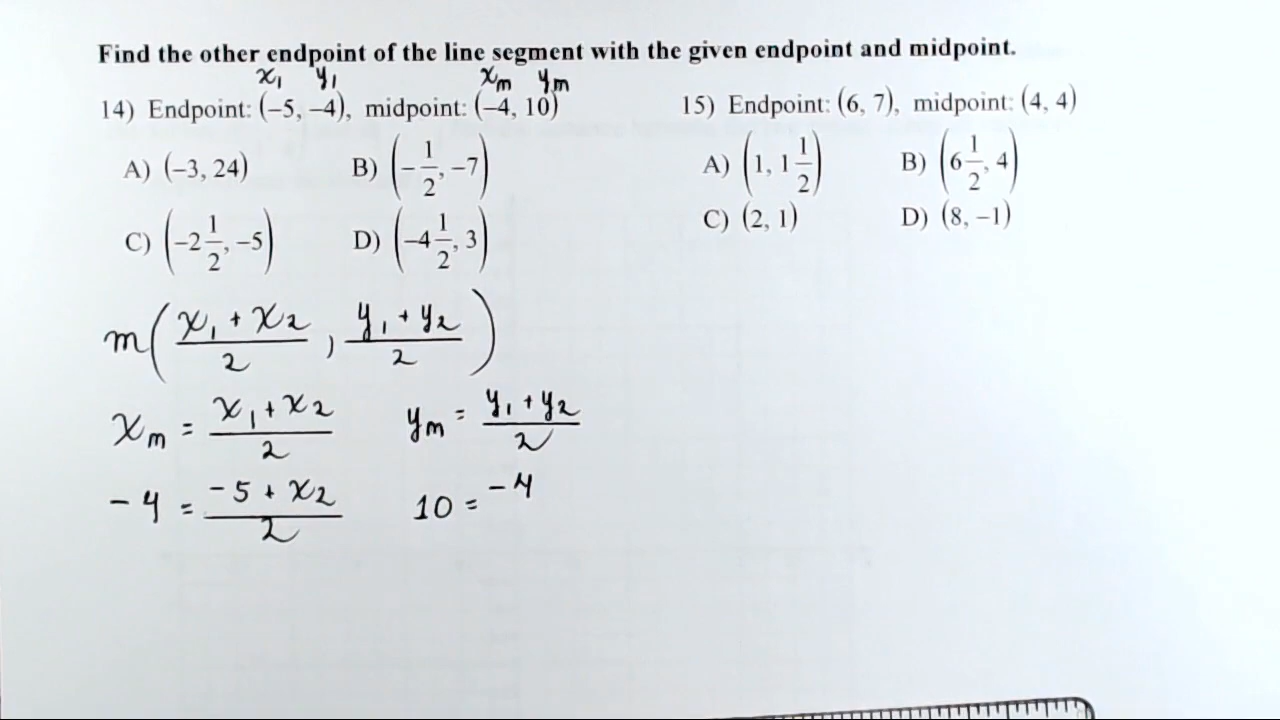 Find the other endpoint of the line segment with the given endpoint and midpoint.
x₁ y₁ xₘ yₘ
14) Endpoint: (−5, −4), midpoint: (−4, 10)
A) (−3, 24) B) (−1/2, −7)
C) (−2 1/2, −5) D) (−4 1/2, 3)
15) Endpoint: (6, 7), midpoint: (4, 4)
A) (1, 1 1/2) B) (6 1/2, 4)
C) (2, 1) D) (8, −1)
m((x₁ + x₂)/2, (y₁ + y₂)/2)
xₘ = (x₁ + x₂)/2 yₘ = (y₁ + y₂)/2
−4 = (−5 + x₂)/2 10 = −4